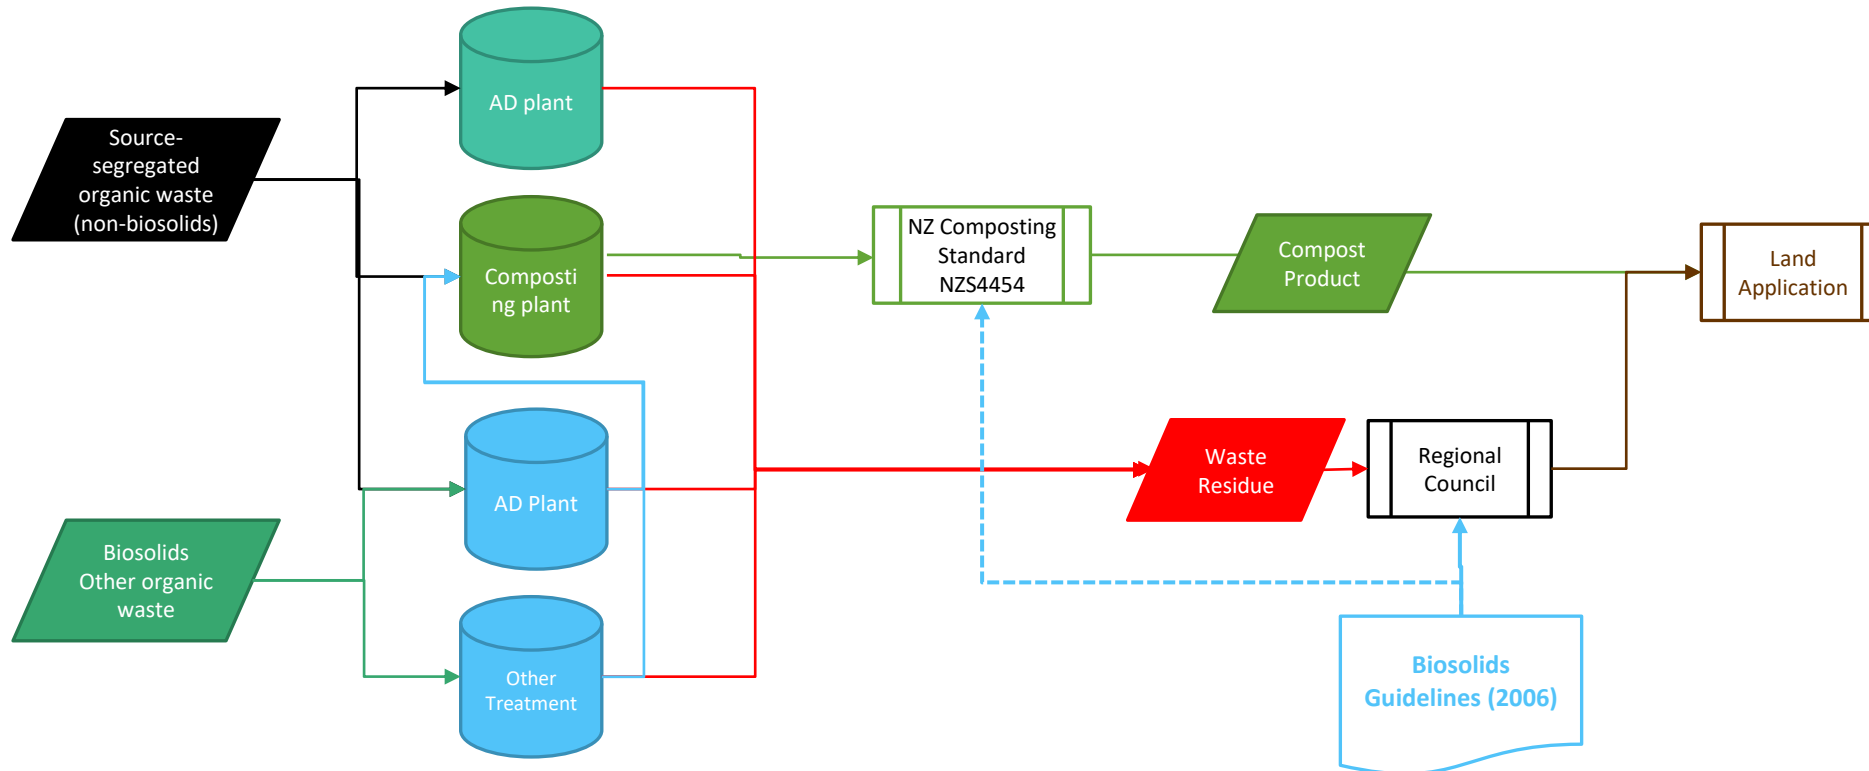 AD plant
Source-
segregated
organic waste
(non-biosolids)
Composti
ng plant
NZ Composting
Standard
NZS4454
Compost
Product
Land
Application
AD Plant
Waste
Residue
Regional
Council
Biosolids
Other organic
waste
Other
Treatment
Biosolids
Guidelines (2006)